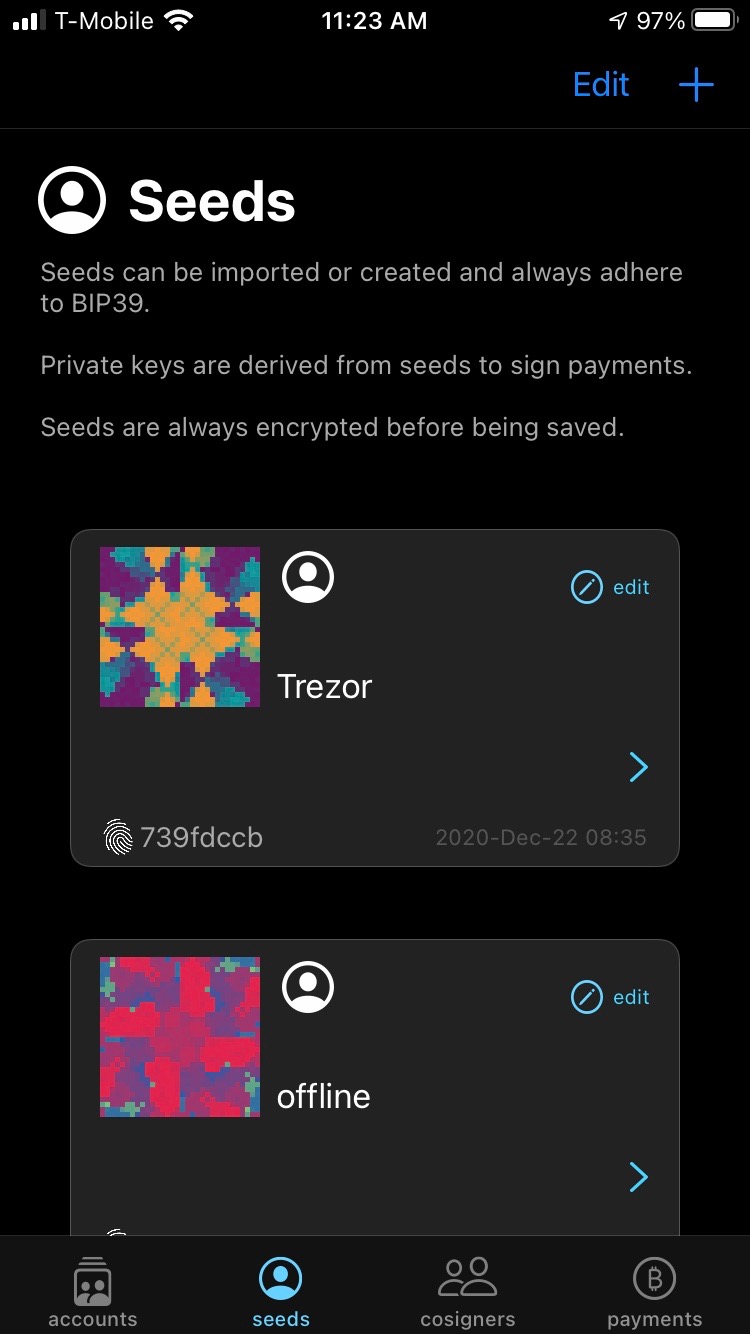 T-Mobile 11:23 AM 97%
Edit
Seeds
Seeds can be imported or created and always adhere
to BIP39.
Private keys are derived from seeds to sign payments.
Seeds are always encrypted before being saved.
edit
Trezor
739fdccb 2020-Dec-22 08:35
edit
offline
accounts seeds cosigners payments